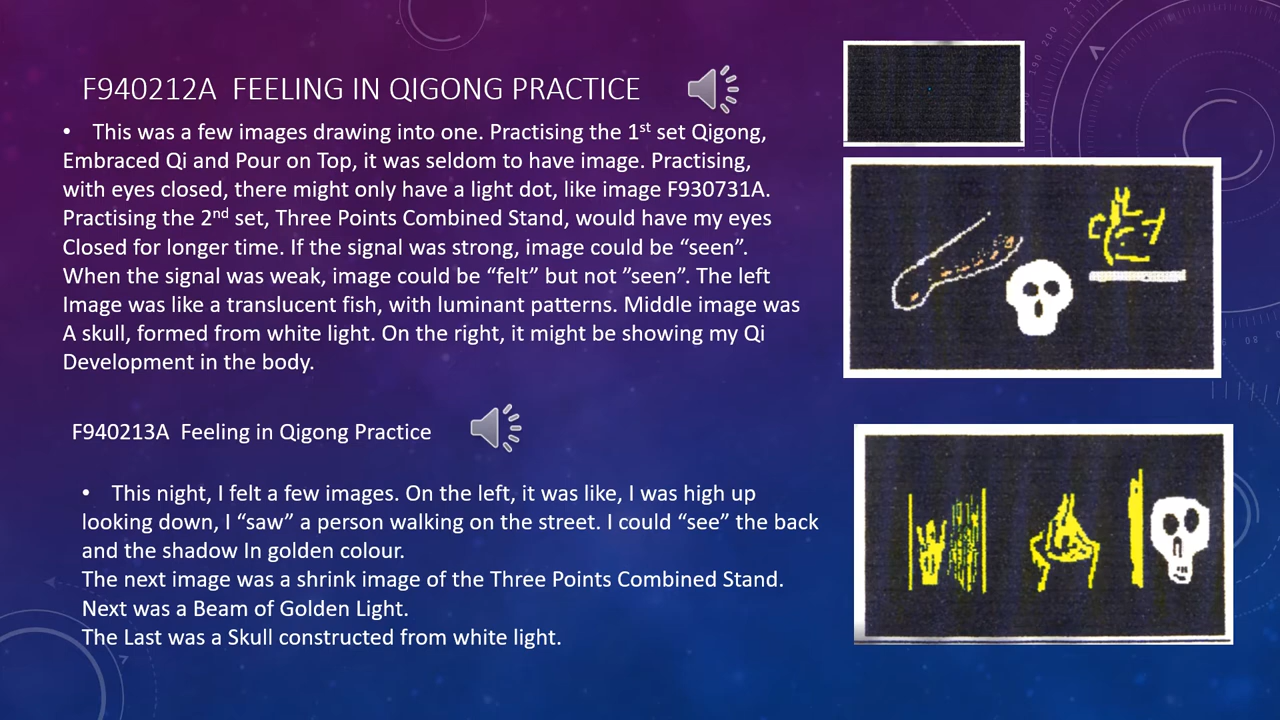 F940212A FEELING IN QIGONG PRACTICE
• This was a few images drawing into one. Practising the 1st set Qigong,
Embraced Qi and Pour on Top, it was seldom to have image. Practising,
with eyes closed, there might only have a light dot, like image F930731A.
Practising the 2nd set, Three Points Combined Stand, would have my eyes
Closed for longer time. If the signal was strong, image could be “seen”.
When the signal was weak, image could be “felt” but not ”seen”. The left
Image was like a translucent fish, with luminant patterns. Middle image was
A skull, formed from white light. On the right, it might be showing my Qi
Development in the body.
F940213A Feeling in Qigong Practice
• This night, I felt a few images. On the left, it was like, I was high up
looking down, I “saw” a person walking on the street. I could “see” the back
and the shadow In golden colour.
The next image was a shrink image of the Three Points Combined Stand.
Next was a Beam of Golden Light.
The Last was a Skull constructed from white light.